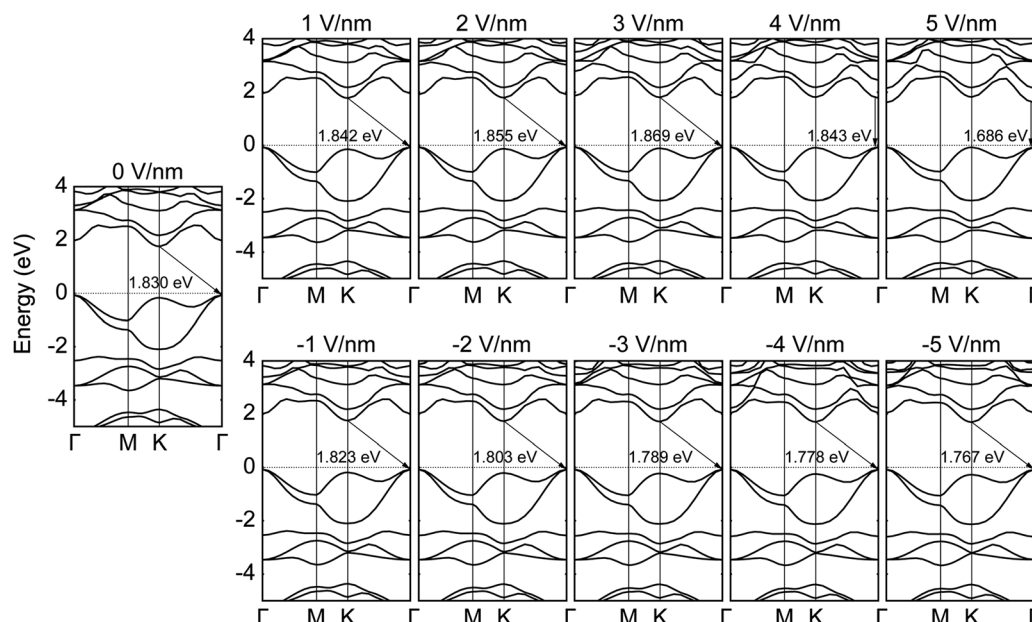 1 V/nm 2 V/nm 3 V/nm 4 V/nm 5 V/nm
4
2
0
-2
-4
1.842 eV 1.855 eV 1.869 eV 1.843 eV 1.686 eV
Γ M K Γ M K Γ M K Γ M K Γ M K Γ
0 V/nm
Energy (eV)
4
2
0
-2
-4
1.830 eV
Γ M K Γ
-1 V/nm -2 V/nm -3 V/nm -4 V/nm -5 V/nm
4
2
0
-2
-4
1.823 eV 1.803 eV 1.789 eV 1.778 eV 1.767 eV
Γ M K Γ M K Γ M K Γ M K Γ M K Γ